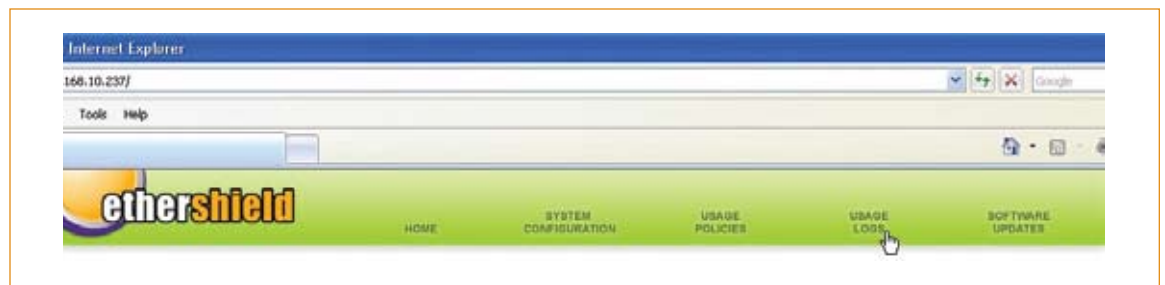 Internet Explorer
168.10.237/
Google
Tools Help
ethershield
HOME
SYSTEM
CONFIGURATION
USAGE
POLICIES
USAGE
LOGS
SOFTWARE
UPDATES